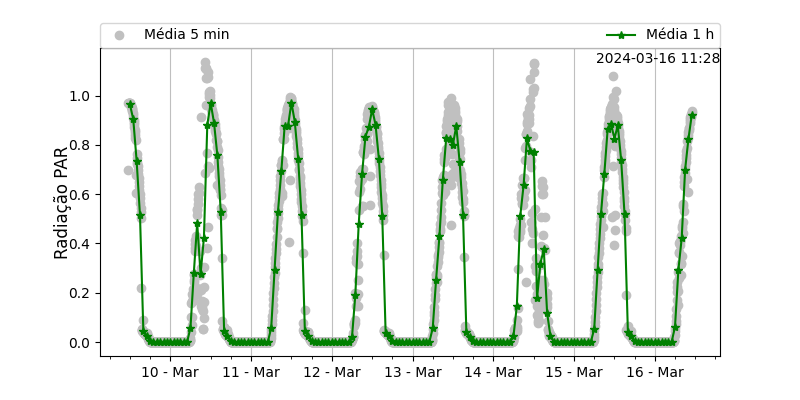 Média 5 min
Média 1 h
2024-03-16 11:28
Radiação PAR
1.0
0.8
0.6
0.4
0.2
0.0
10 - Mar
11 - Mar
12 - Mar
13 - Mar
14 - Mar
15 - Mar
16 - Mar